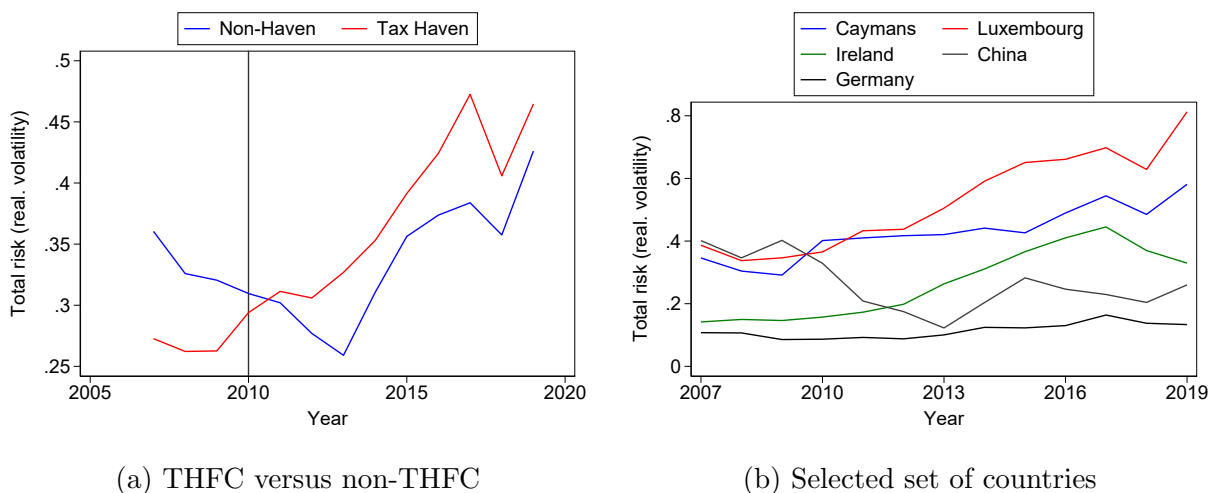 Non-Haven Tax Haven
.5
.45
.4
.35
.3
.25
Total risk (real. volatility)
2005 2010 2015 2020
Year
(a) THFC versus non-THFC
Caymans Luxembourg
Ireland China
Germany
.8
.6
.4
.2
0
Total risk (real. volatility)
2007 2010 2013 2016 2019
Year
(b) Selected set of countries